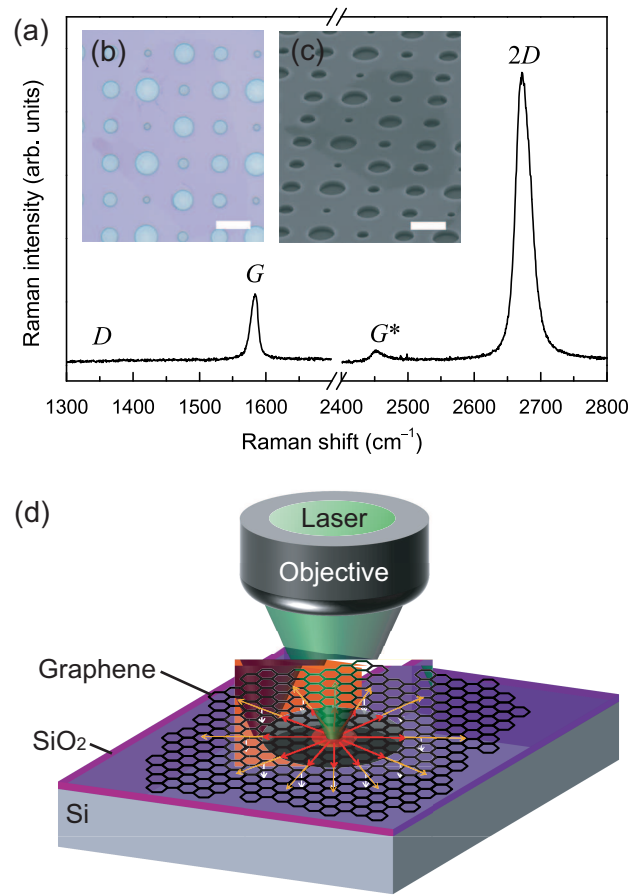 (a)
(b)
(c)
2D
G
D
G*
Raman intensity (arb. units)
1300 1400 1500 1600 2400 2500 2600 2700 2800
Raman shift (cm⁻¹)
(d)
Laser
Objective
Graphene
SiO₂
Si